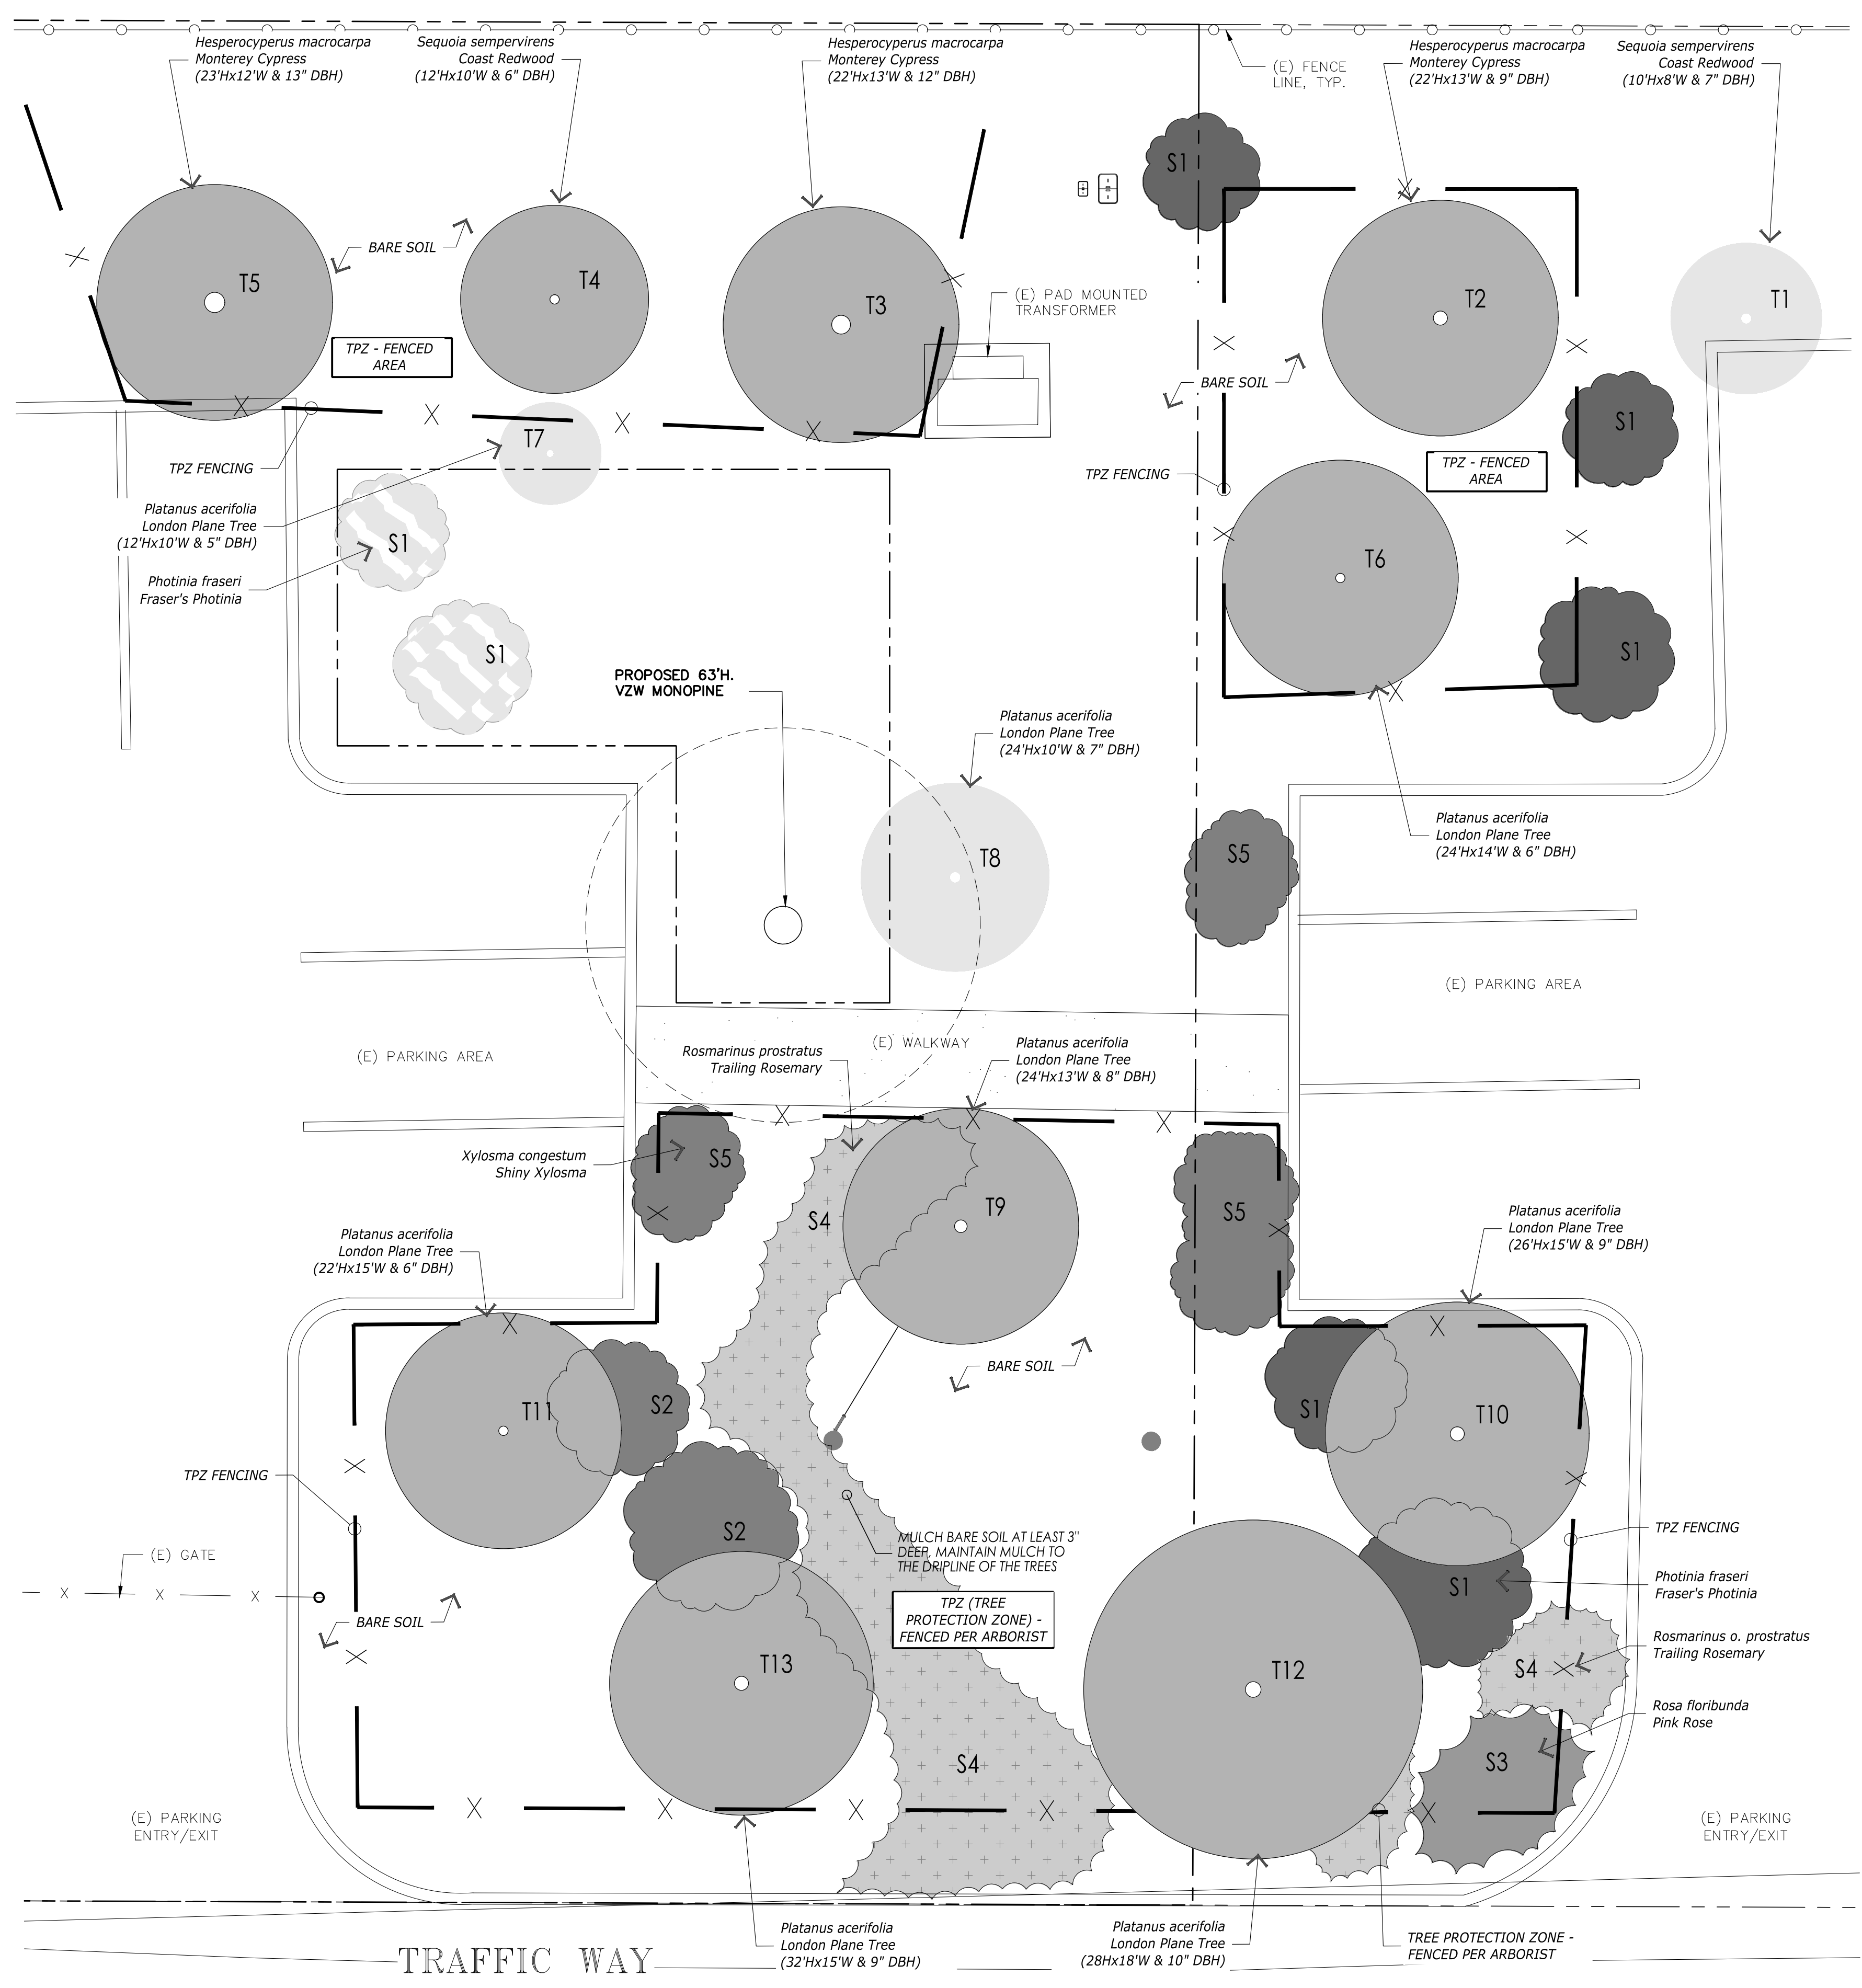 Hesperocyperus macrocarpa
Monterey Cypress
(23'Hx12'W & 13" DBH)
Sequoia sempervirens
Coast Redwood
(12'Hx10'W & 6" DBH)
Hesperocyperus macrocarpa
Monterey Cypress
(22'Hx13'W & 12" DBH)
(E) FENCE
LINE, TYP.
Hesperocyperus macrocarpa
Monterey Cypress
(22'Hx13'W & 9" DBH)
Sequoia sempervirens
Coast Redwood
(10'Hx8'W & 7" DBH)
S1
BARE SOIL
T5
T4
T3
(E) PAD MOUNTED
TRANSFORMER
T2
T1
TPZ - FENCED
AREA
BARE SOIL
S1
T7
TPZ FENCING
TPZ FENCING
TPZ - FENCED
AREA
Platanus acerifolia
London Plane Tree
(12'Hx10'W & 5" DBH)
S1
T6
Photinia fraseri
Fraser's Photinia
S1
S1
PROPOSED 63'H.
VZW MONOPINE
Platanus acerifolia
London Plane Tree
(24'Hx10'W & 7" DBH)
Platanus acerifolia
London Plane Tree
(24'Hx14'W & 6" DBH)
T8
S5
(E) PARKING AREA
(E) PARKING AREA
(E) WALKWAY
Rosmarinus prostratus
Trailing Rosemary
Platanus acerifolia
London Plane Tree
(24'Hx13'W & 8" DBH)
Xylosma congestum
Shiny Xylosma
S5
S4
T9
S5
Platanus acerifolia
London Plane Tree
(22'Hx15'W & 6" DBH)
Platanus acerifolia
London Plane Tree
(26'Hx15'W & 9" DBH)
BARE SOIL
T11
S2
S1
T10
TPZ FENCING
S2
MULCH BARE SOIL AT LEAST 3"
DEEP, MAINTAIN MULCH TO
THE DRIPLINE OF THE TREES
TPZ FENCING
(E) GATE
X X X
S1
Photinia fraseri
Fraser's Photinia
BARE SOIL
TPZ (TREE
PROTECTION ZONE) -
FENCED PER ARBORIST
T13
T12
S4
Rosmarinus o. prostratus
Trailing Rosemary
Rosa floribunda
Pink Rose
S4
S3
(E) PARKING
ENTRY/EXIT
(E) PARKING
ENTRY/EXIT
TRAFFIC WAY
Platanus acerifolia
London Plane Tree
(32'Hx15'W & 9" DBH)
Platanus acerifolia
London Plane Tree
(28Hx18'W & 10" DBH)
TREE PROTECTION ZONE -
FENCED PER ARBORIST